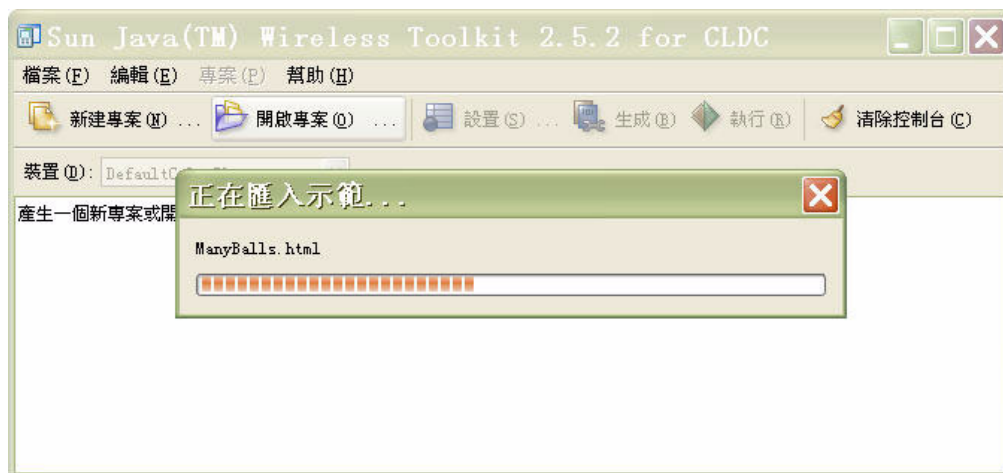 Sun Java(TM) Wireless Toolkit 2.5.2 for CLDC
檔案(F) 編輯(E) 專案(P) 幫助(H)
新建專案(N) ... 開啟專案(O) ... 設置(S) ... 生成(B) 執行(R) 清除控制台(C)
裝置(D):
產生一個新專案或開
正在匯入示範...
ManyBalls.html